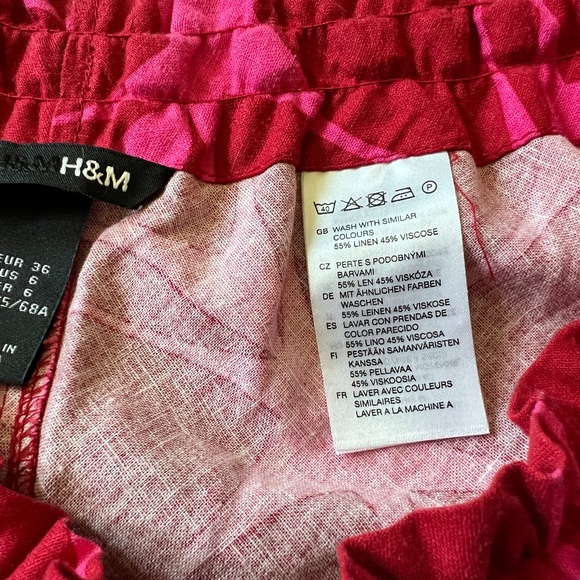 H&M H&M
EUR 36
US 6
6
5/68A
IN
40 P
GB WASH WITH SIMILAR
COLOURS
55% LINEN 45% VISCOSE
CZ PERTE S PODOBNÝMI
BARVAMI
55% LEN 45% VISKÓZA
DE MIT ÄHNLICHEN FARBEN
WASCHEN
55% LEINEN 45% VISKOSE
ES LAVAR CON PRENDAS DE
COLOR PARECIDO
55% LINO 45% VISCOSA
FI PESTÄÄN SAMANVÄRISTEN
KANSSA
55% PELLAVAA
45% VISKOOSIA
FR LAVER AVEC COULEURS
SIMILAIRES
LAVER A LA MACHINE A